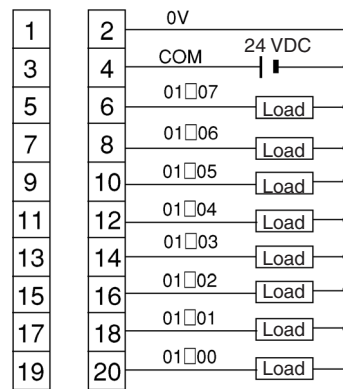 1 2 0V
3 4 COM 24 VDC
5 6 01□07 Load
7 8 01□06 Load
9 10 01□05 Load
11 12 01□04 Load
13 14 01□03 Load
15 16 01□02 Load
17 18 01□01 Load
19 20 01□00 Load